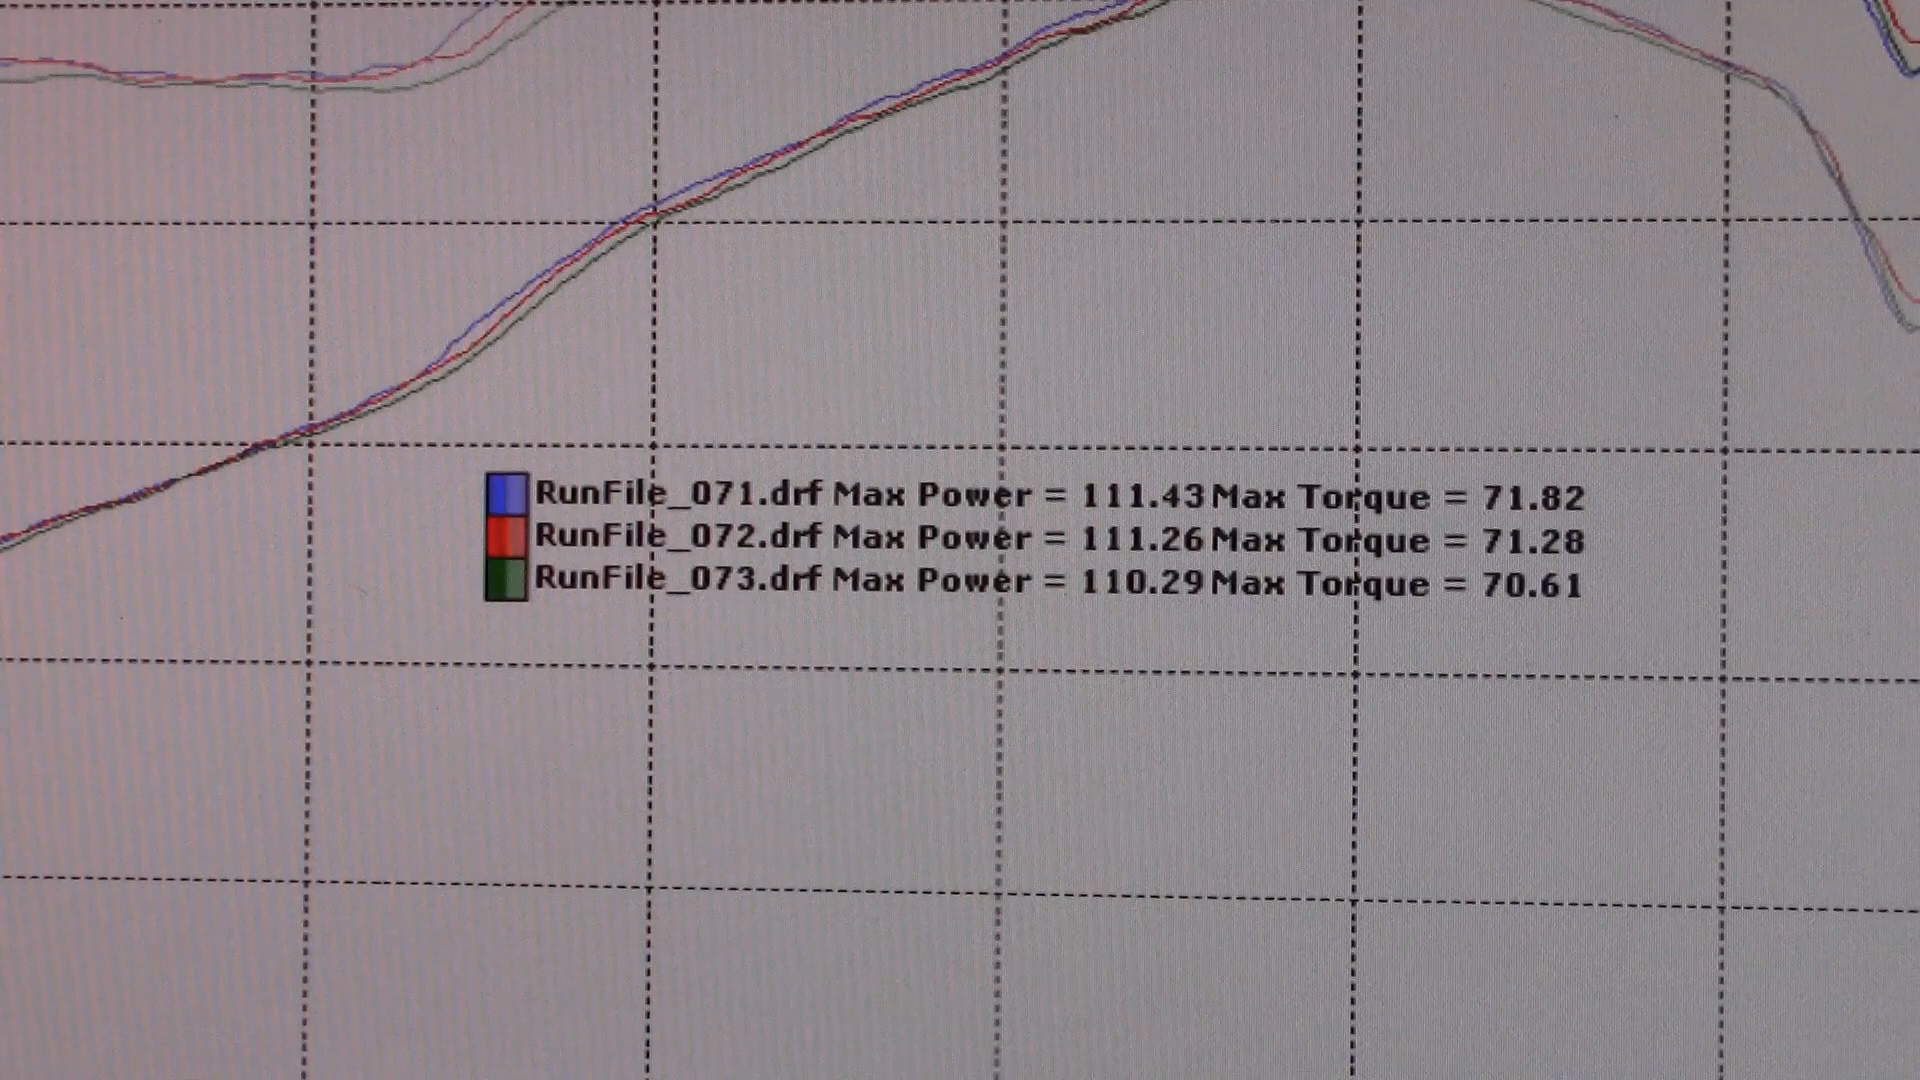 RunFile_071.drf Max Power = 111.43 Max Torque = 71.82
RunFile_072.drf Max Power = 111.26 Max Torque = 71.28
RunFile_073.drf Max Power = 110.29 Max Torque = 70.61